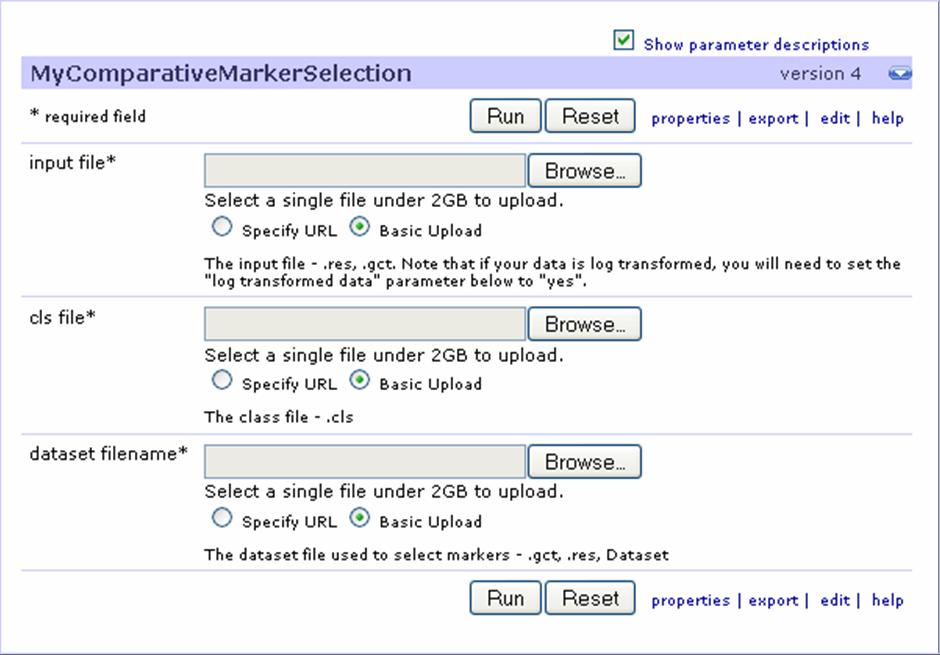 Show parameter descriptions
MyComparativeMarkerSelection version 4
* required field Run Reset properties | export | edit | help
input file* Browse...
Select a single file under 2GB to upload.
Specify URL Basic Upload
The input file - .res, .gct. Note that if your data is log transformed, you will need to set the
"log transformed data" parameter below to "yes".
cls file* Browse...
Select a single file under 2GB to upload.
Specify URL Basic Upload
The class file - .cls
dataset filename* Browse...
Select a single file under 2GB to upload.
Specify URL Basic Upload
The dataset file used to select markers - .gct, .res, Dataset
Run Reset properties | export | edit | help